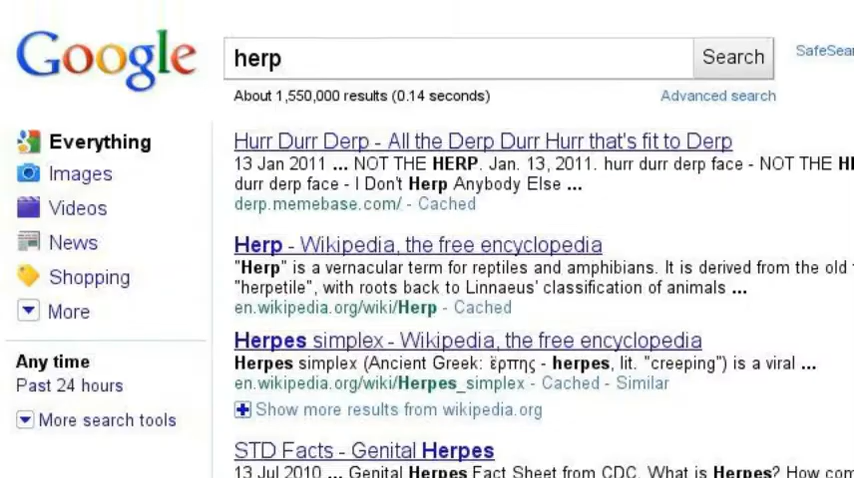 Google
herp
Search
SafeSear
About 1,550,000 results (0.14 seconds)
Advanced search
Everything
Images
Videos
News
Shopping
More
Any time
Past 24 hours
More search tools
Hurr Durr Derp - All the Derp Durr Hurr that's fit to Derp
13 Jan 2011 ... NOT THE HERP. Jan. 13, 2011. hurr durr derp face - NOT THE HE
durr derp face - I Don't Herp Anybody Else ...
derp.memebase.com/ - Cached
Herp - Wikipedia, the free encyclopedia
"Herp" is a vernacular term for reptiles and amphibians. It is derived from the old
"herpetile", with roots back to Linnaeus' classification of animals ...
en.wikipedia.org/wiki/Herp - Cached
Herpes simplex - Wikipedia, the free encyclopedia
Herpes simplex (Ancient Greek: ἕρπης - herpes, lit. "creeping") is a viral ...
en.wikipedia.org/wiki/Herpes_simplex - Cached - Similar
Show more results from wikipedia.org
STD Facts - Genital Herpes
13 Jul 2010 ... Genital Herpes Fact Sheet from CDC. What is Herpes? How com